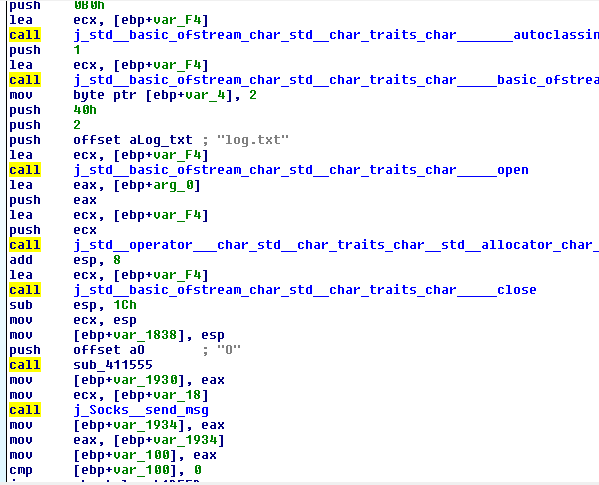 push 0B0h
lea ecx, [ebp+var_F4]
call j_std__basic_ofstream_char_std__char_traits_char_______autoclassin
push 1
lea ecx, [ebp+var_F4]
call j_std__basic_ofstream_char_std__char_traits_char_____basic_ofstrea
mov byte ptr [ebp+var_4], 2
push 40h
push 2
push offset aLog_txt ; "log.txt"
lea ecx, [ebp+var_F4]
call j_std__basic_ofstream_char_std__char_traits_char_____open
lea eax, [ebp+arg_0]
push eax
lea ecx, [ebp+var_F4]
push ecx
call j_std__operator___char_std__char_traits_char__std__allocator_char_
add esp, 8
lea ecx, [ebp+var_F4]
call j_std__basic_ofstream_char_std__char_traits_char_____close
sub esp, 1Ch
mov ecx, esp
mov [ebp+var_1838], esp
push offset aO ; "O"
call sub_411555
mov [ebp+var_1930], eax
mov ecx, [ebp+var_18]
call j_Socks__send_msg
mov [ebp+var_1934], eax
mov eax, [ebp+var_1934]
mov [ebp+var_100], eax
cmp [ebp+var_100], 0